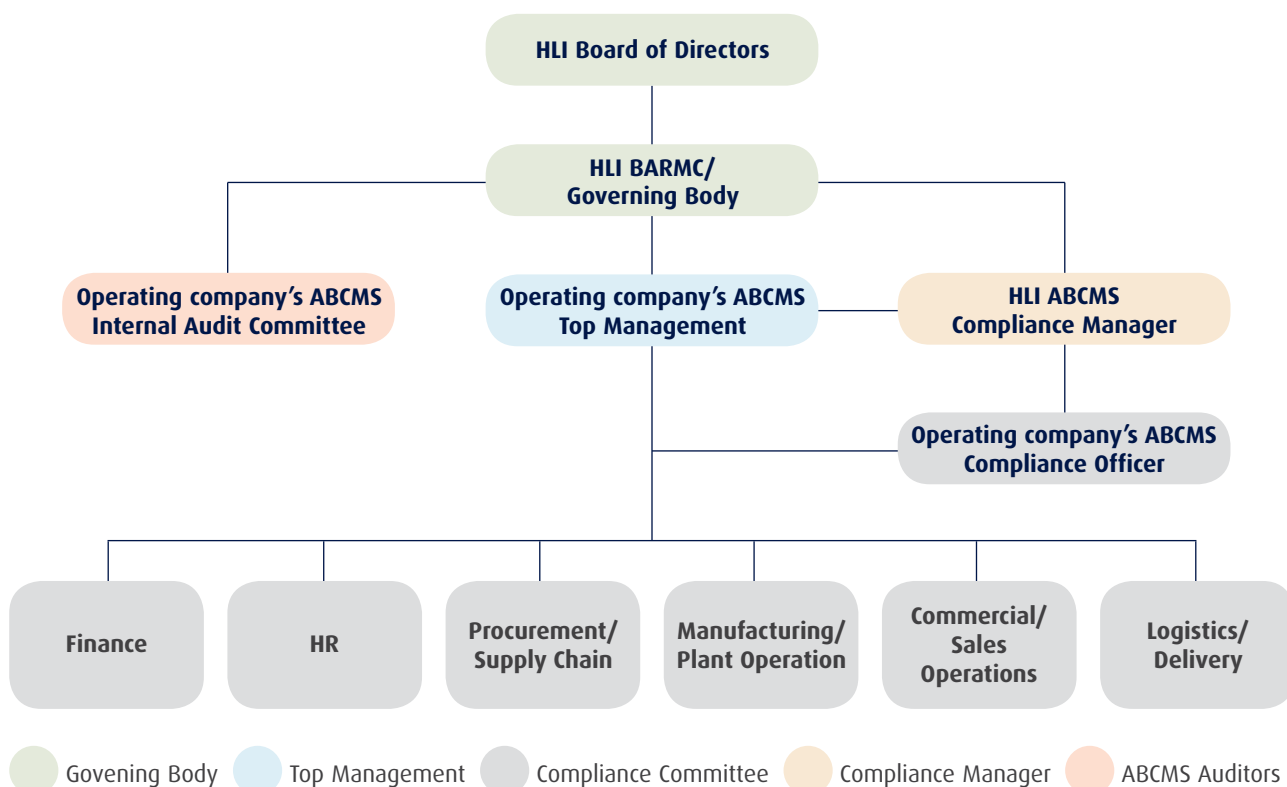 HLI Board of Directors
HLI BARMC/
Governing Body
Operating company’s ABCMS
Internal Audit Committee
Operating company’s ABCMS
Top Management
HLI ABCMS
Compliance Manager
Operating company’s ABCMS
Compliance Officer
Finance
HR
Procurement/
Supply Chain
Manufacturing/
Plant Operation
Commercial/
Sales
Operations
Logistics/
Delivery
Govening Body
Top Management
Compliance Committee
Compliance Manager
ABCMS Auditors